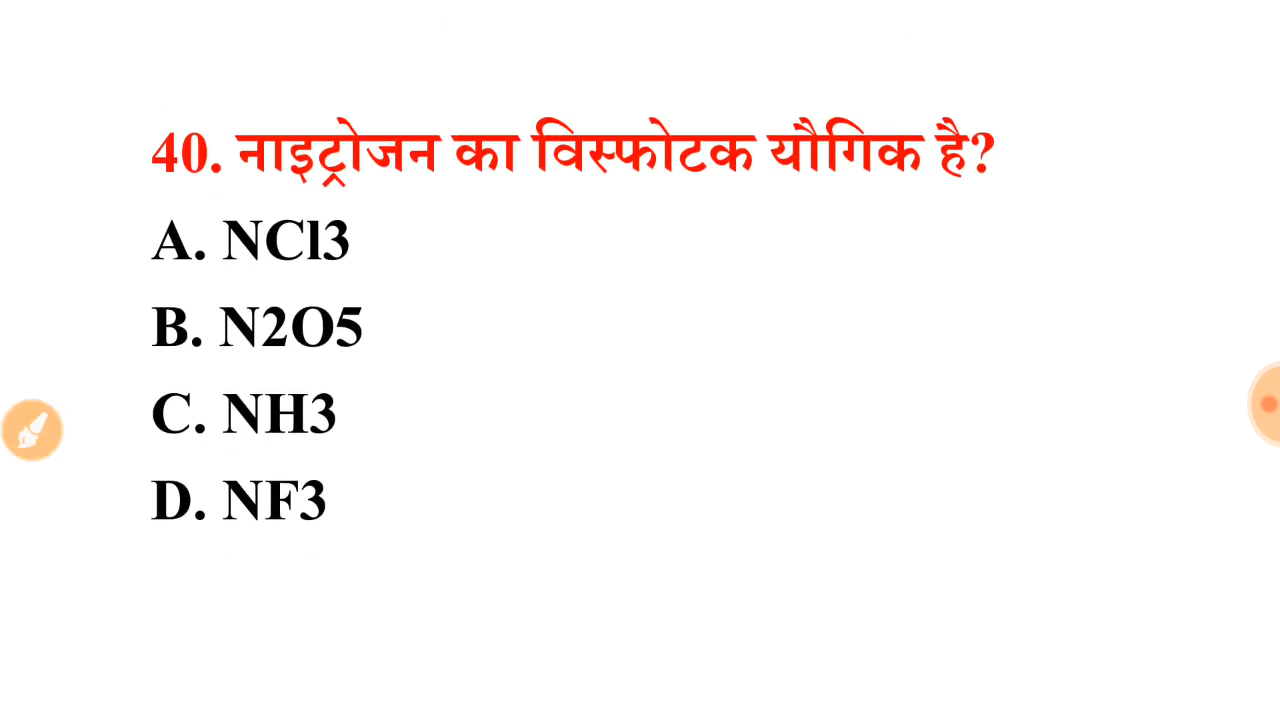 40. नाइट्रोजन का विस्फोटक यौगिक है?
A. NCl3
B. N2O5
C. NH3
D. NF3